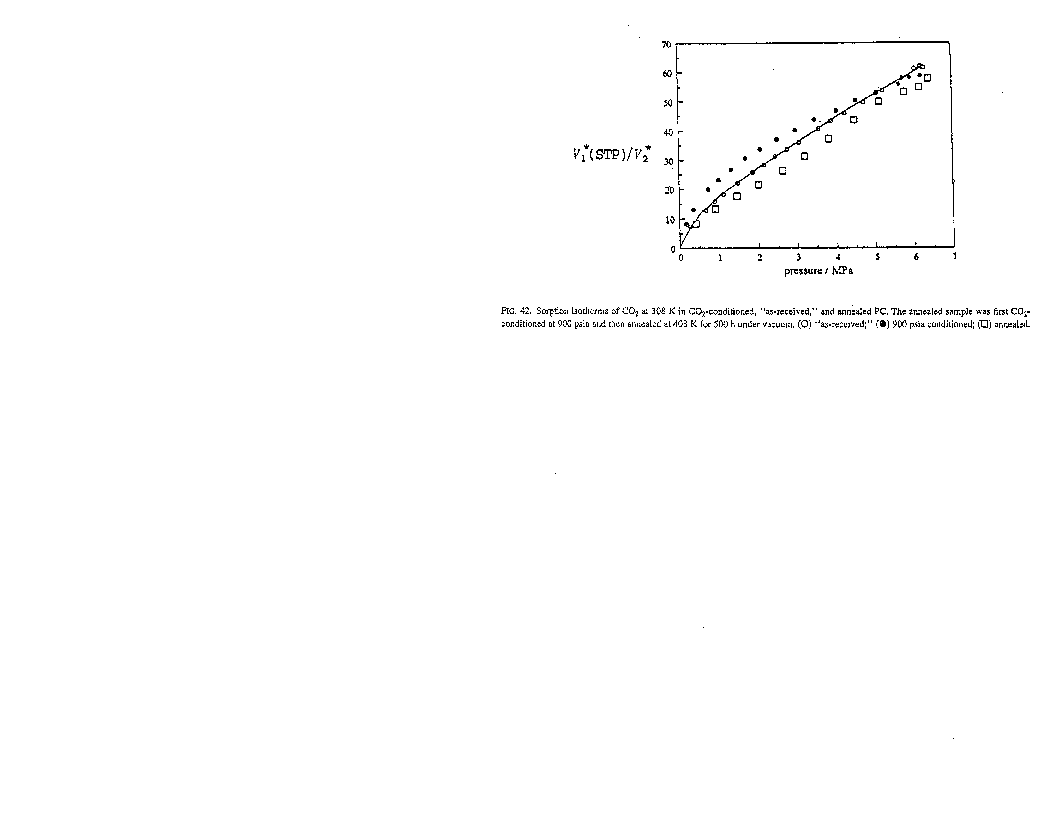 70
60
50
40
30
20
10
0
V₁*(STP)/V₂*
0 1 2 3 4 5 6 7
pressure / MPa
FIG. 42. Sorption isotherms of CO₂ at 308 K in CO₂-conditioned, "as-received," and annealed PC. The annealed sample was first CO₂-
conditioned at 900 psia and then annealed at 408 K for 500 h under vacuum. (O) "as-received;" (●) 900 psia conditioned; (□) annealed.